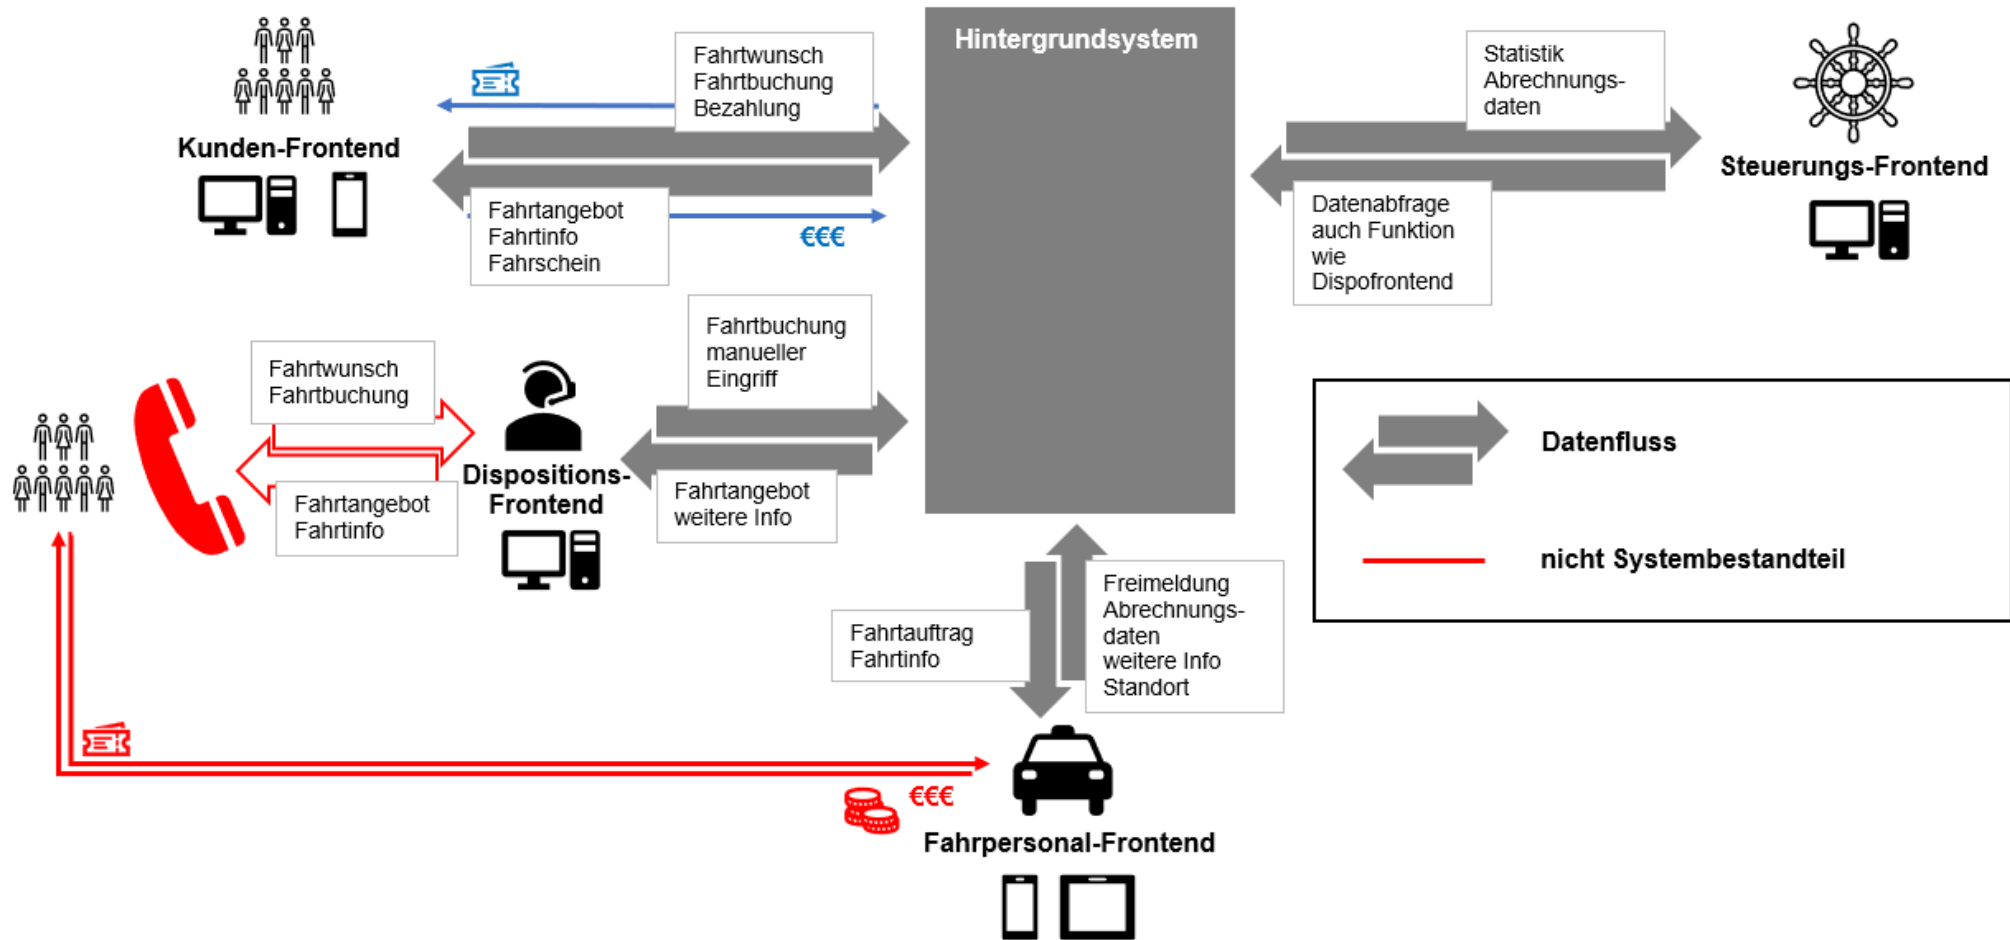 Hintergrundsystem
Fahrtwunsch
Fahrtbuchung
Bezahlung
Kunden-Frontend
Fahrtangebot
Fahrtinfo
Fahrschein
€€€
Statistik
Abrechnungs-
daten
Steuerungs-Frontend
Datenabfrage
auch Funktion
wie
Dispofrontend
Fahrtwunsch
Fahrtbuchung
Fahrtangebot
Fahrtinfo
Dispositions-
Frontend
Fahrtbuchung
manueller
Eingriff
Fahrtangebot
weitere Info
Datenfluss
nicht Systembestandteil
Fahrtauftrag
Fahrtinfo
Freimeldung
Abrechnungs-
daten
weitere Info
Standort
€€€
Fahrpersonal-Frontend